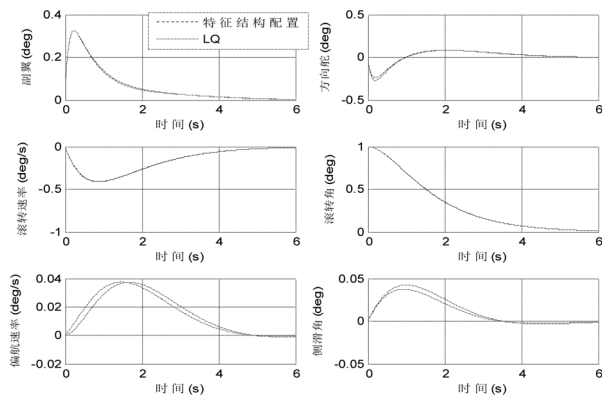 特征结构配置
LQ
副翼 (deg)
0.4
0.2
0
0 2 4 6
时间 (s)
方向舵 (deg)
0.5
0
-0.5
0 2 4 6
时间 (s)
滚转速率 (deg/s)
0
-0.5
-1
0 2 4 6
时间 (s)
滚转角 (deg)
1
0.5
0
0 2 4 6
时间 (s)
偏航速率 (deg/s)
0.04
0.02
0
-0.02
0 2 4 6
时间 (s)
侧滑角 (deg)
0.05
0
-0.05
0 2 4 6
时间 (s)